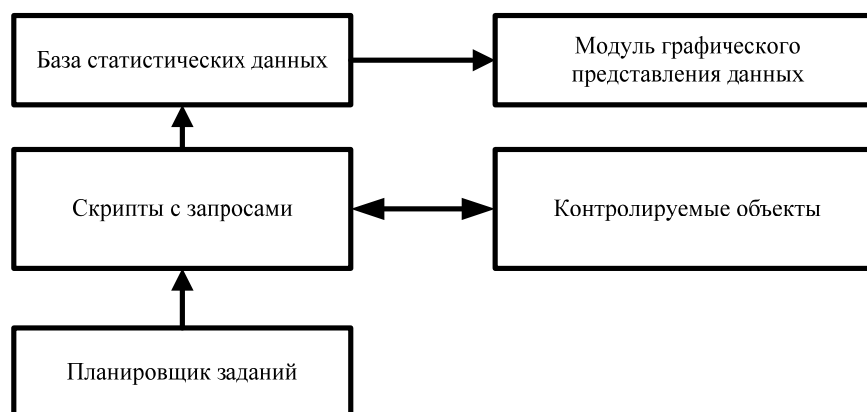 База статистических данных
Модуль графического
представления данных
Скрипты с запросами
Контролируемые объекты
Планировщик заданий